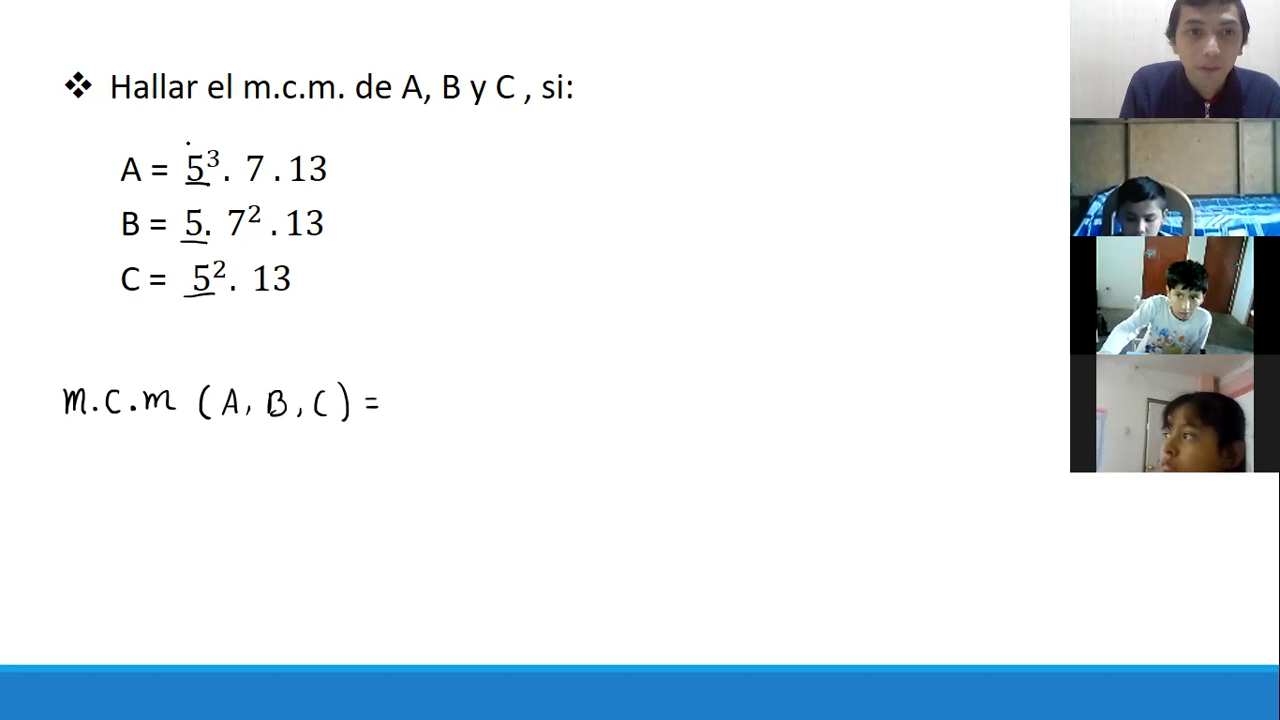 ❖ Hallar el m.c.m. de A, B y C , si:
A = 5³. 7 . 13
B = 5. 7² . 13
C = 5². 13
m.c.m (A, B, C) =